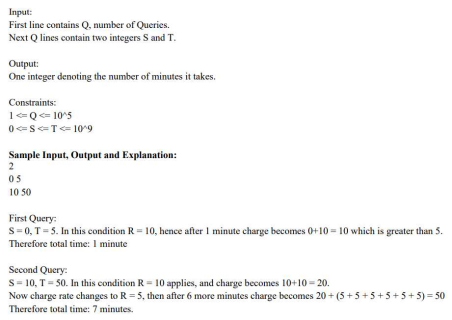 Input:
First line contains Q, number of Queries.
Next Q lines contain two integers S and T.
Output:
One integer denoting the number of minutes it takes.
Constraints:
1 <= Q <= 10^5
0 <= S <= T <= 10^9
Sample Input, Output and Explanation:
2
0 5
10 50
First Query:
S = 0, T = 5. In this condition R = 10, hence after 1 minute charge becomes 0+10 = 10 which is greater than 5.
Therefore total time: 1 minute
Second Query:
S = 10, T = 50. In this condition R = 10 applies, and charge becomes 10+10 = 20.
Now charge rate changes to R = 5, then after 6 more minutes charge becomes 20 + (5 + 5 + 5 + 5 + 5 + 5) = 50
Therefore total time: 7 minutes.